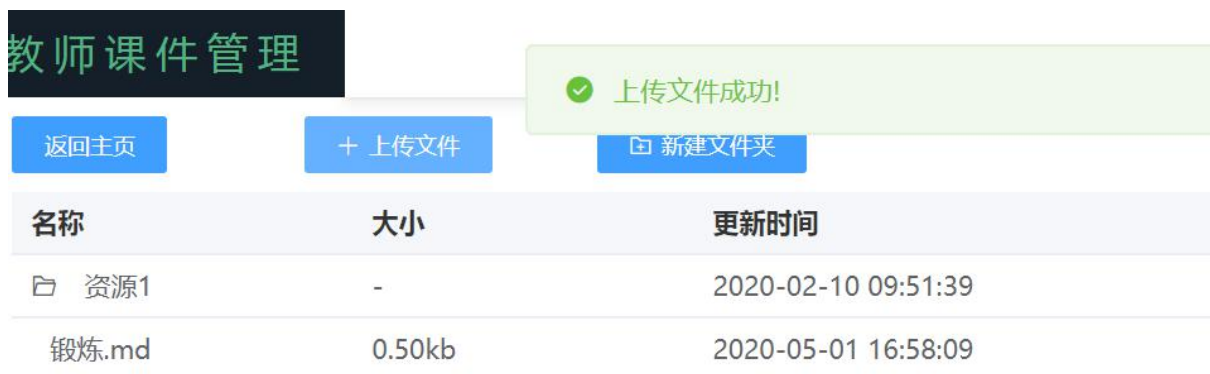 教师课件管理
上传文件成功!
返回主页 + 上传文件 新建文件夹
名称 大小 更新时间
资源1 - 2020-02-10 09:51:39
锻炼.md 0.50kb 2020-05-01 16:58:09